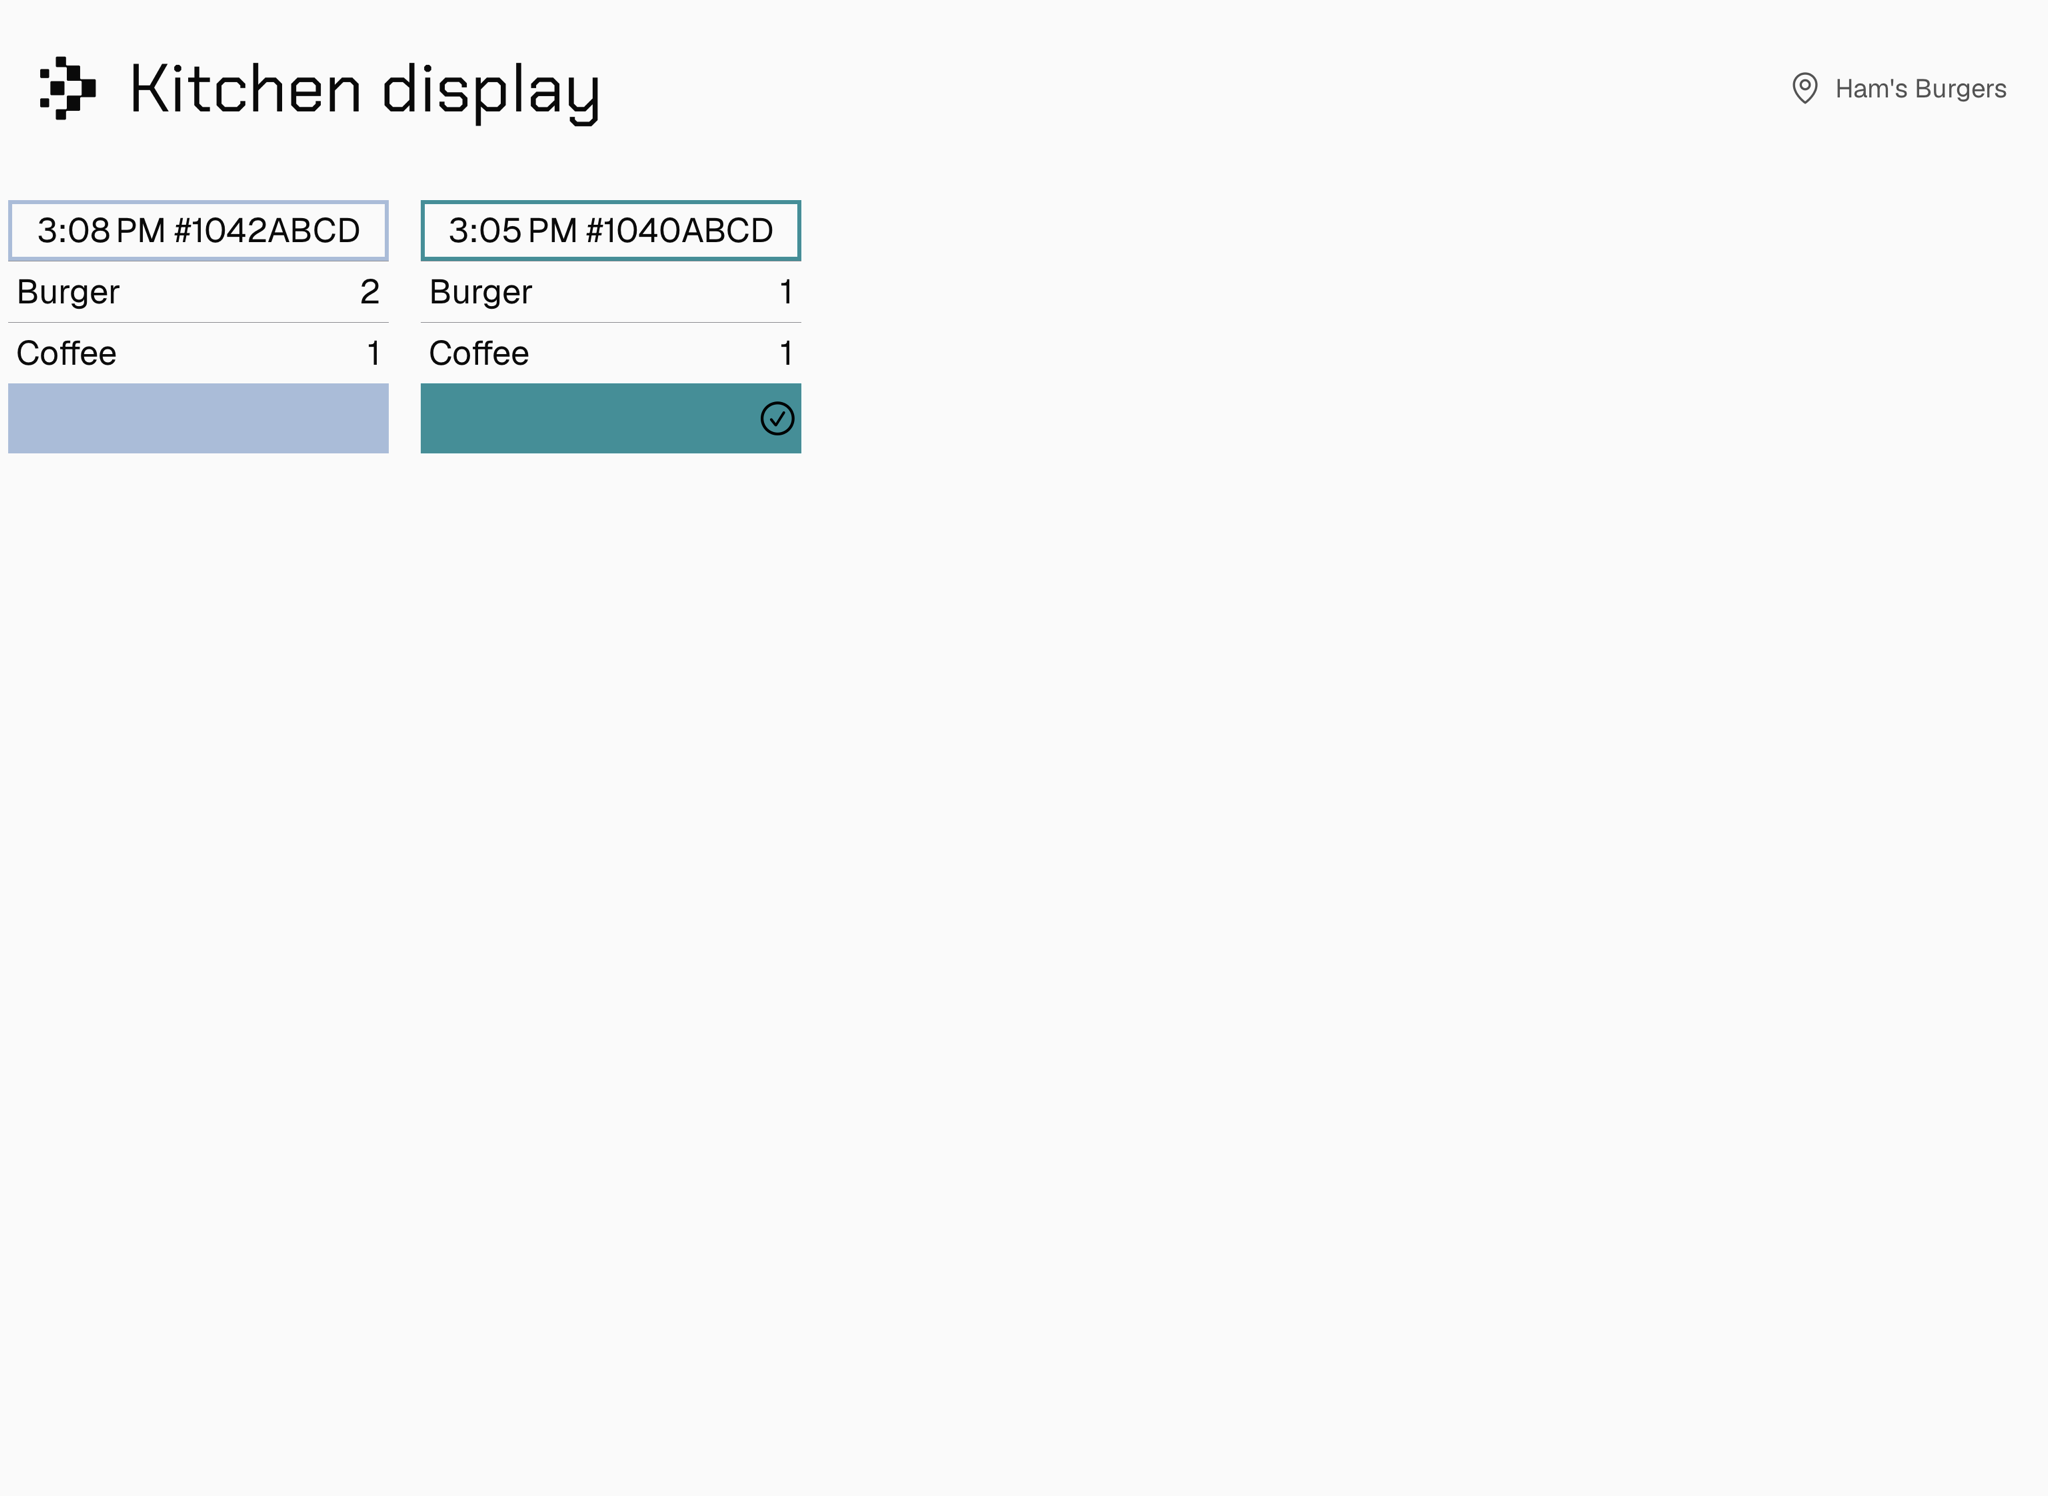 Kitchen display
Ham's Burgers
3:08 PM #1042ABCD
Burger 2
Coffee 1
3:05 PM #1040ABCD
Burger 1
Coffee 1